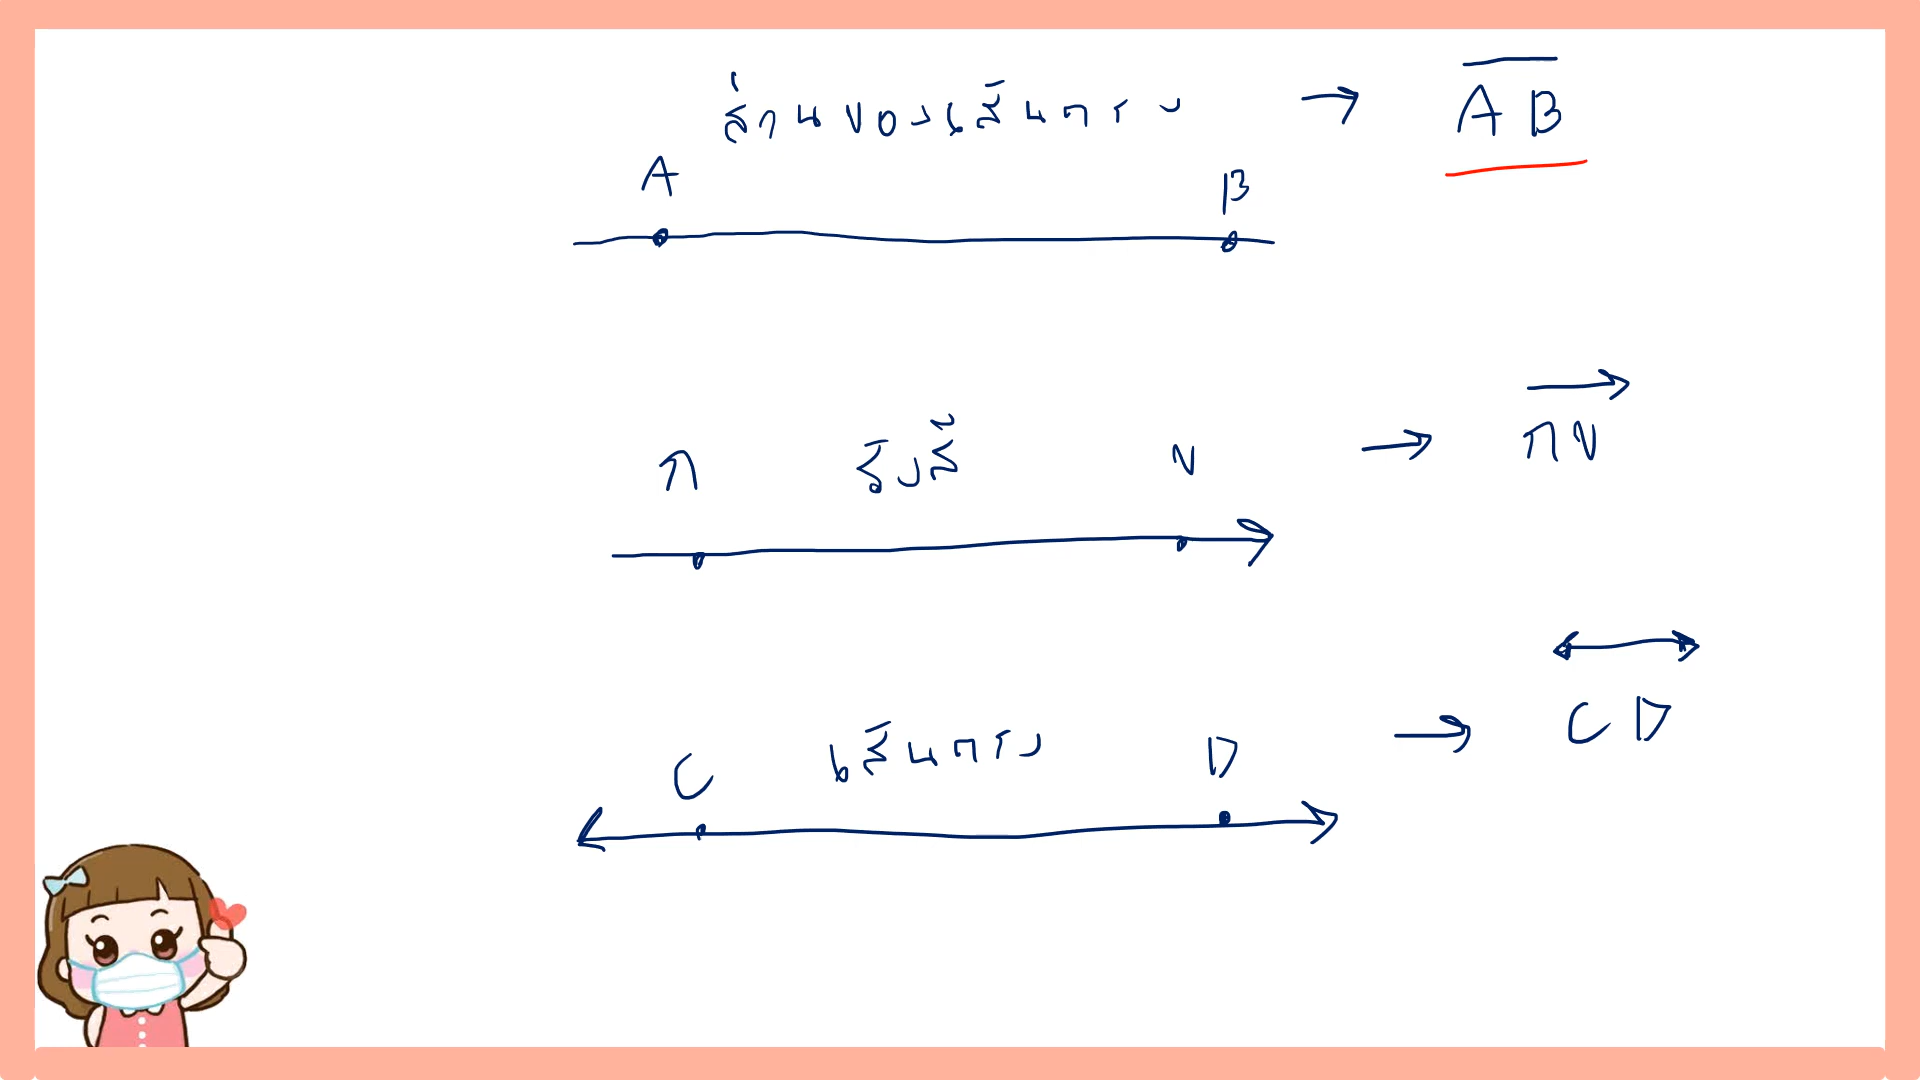 ส่วนของเส้นตรง → AB
A B
ก รังสี ข → กข
C เส้นตรง D → CD